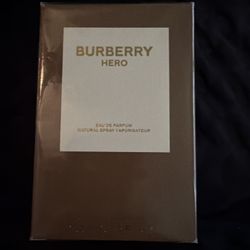 BURBERRY
HERO
EAU DE PARFUM
NATURAL SPRAY VAPORISATEUR